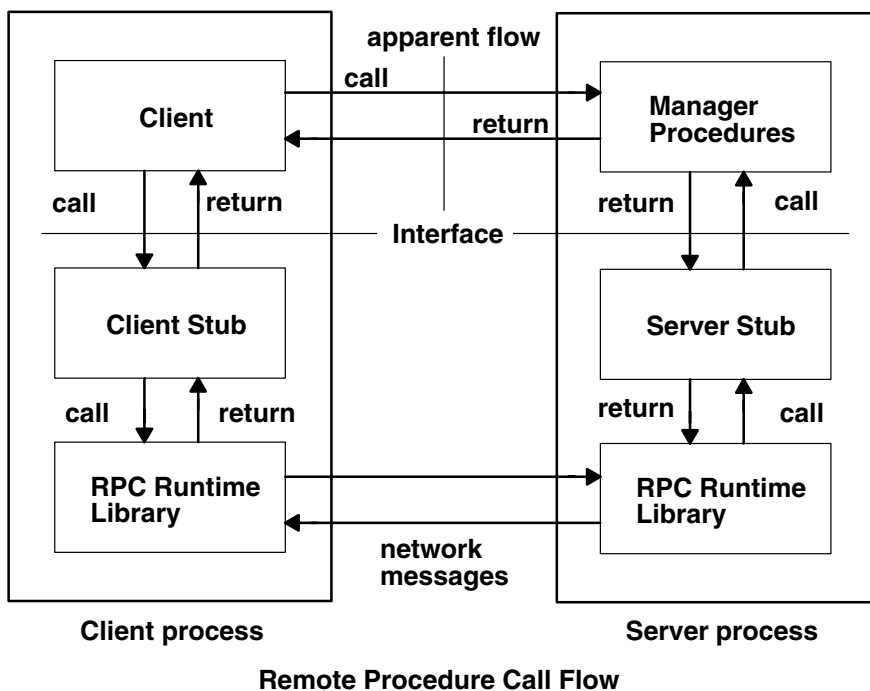 apparent flow
call
Client
Manager
Procedures
return
call
return
return
call
Interface
Client Stub
Server Stub
call
return
return
call
RPC Runtime
Library
RPC Runtime
Library
network
messages
Client process
Server process
Remote Procedure Call Flow